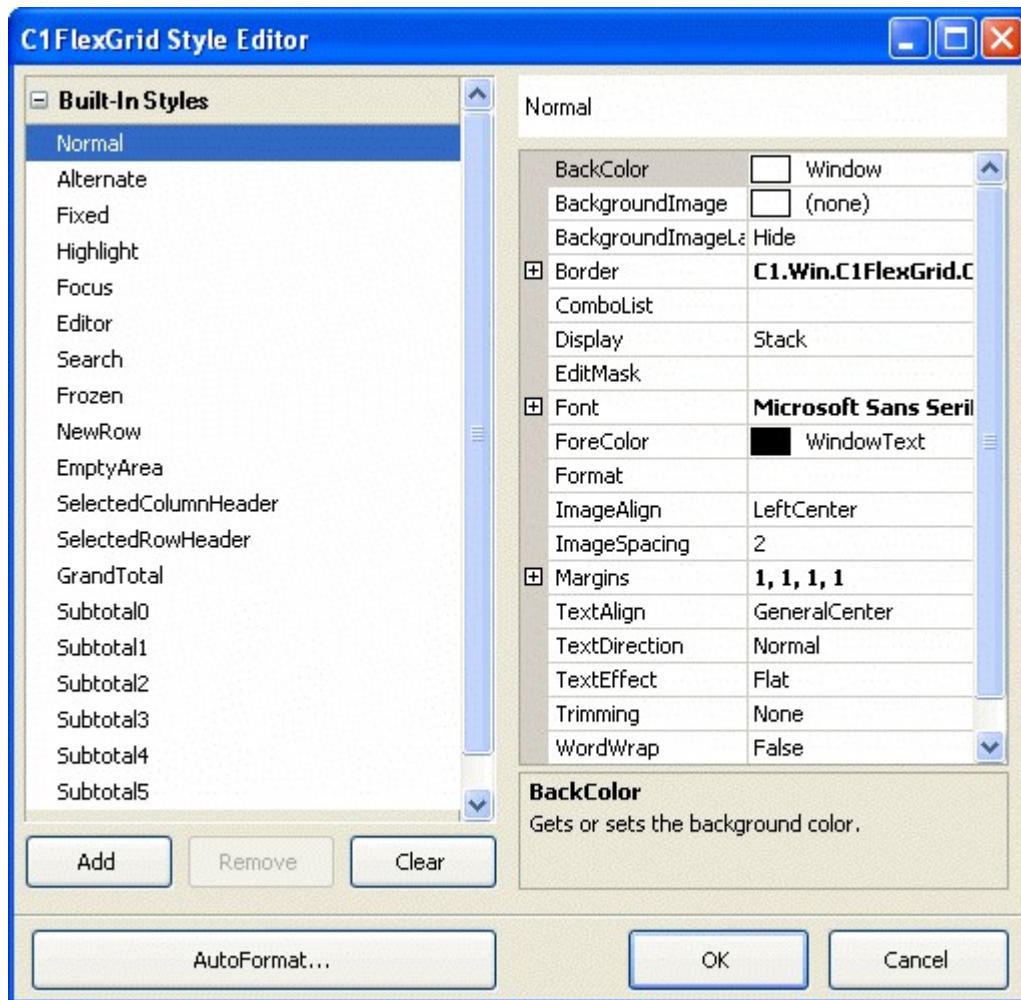 C1FlexGrid Style Editor
Built-In Styles
Normal
Alternate
Fixed
Highlight
Focus
Editor
Search
Frozen
NewRow
EmptyArea
SelectedColumnHeader
SelectedRowHeader
GrandTotal
Subtotal0
Subtotal1
Subtotal2
Subtotal3
Subtotal4
Subtotal5
Add Remove Clear
Normal
BackColor Window
BackgroundImage (none)
BackgroundImageLa Hide
Border C1.Win.C1FlexGrid.C
ComboList
Display Stack
EditMask
Font Microsoft Sans Serif
ForeColor WindowText
Format
ImageAlign LeftCenter
ImageSpacing 2
Margins 1, 1, 1, 1
TextAlign GeneralCenter
TextDirection Normal
TextEffect Flat
Trimming None
WordWrap False
BackColor
Gets or sets the background color.
AutoFormat... OK Cancel